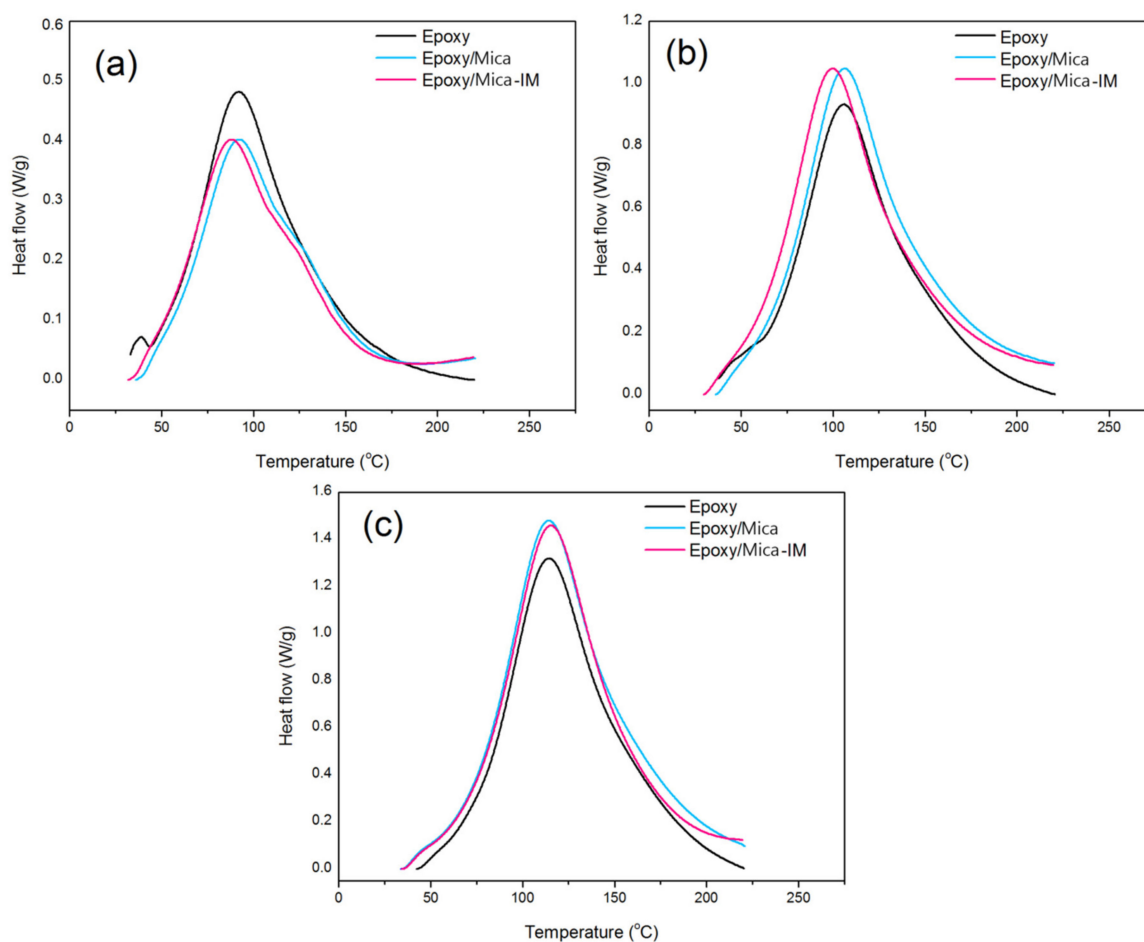 (a)
Epoxy
Epoxy/Mica
Epoxy/Mica-IM
Heat flow (W/g)
0.6
0.5
0.4
0.3
0.2
0.1
0.0
0 50 100 150 200 250
Temperature (°C)
(b)
Epoxy
Epoxy/Mica
Epoxy/Mica-IM
Heat flow (W/g)
1.2
1.0
0.8
0.6
0.4
0.2
0.0
0 50 100 150 200 250
Temperature (°C)
(c)
Epoxy
Epoxy/Mica
Epoxy/Mica-IM
Heat flow (W/g)
1.6
1.4
1.2
1.0
0.8
0.6
0.4
0.2
0.0
0 50 100 150 200 250
Temperature (°C)